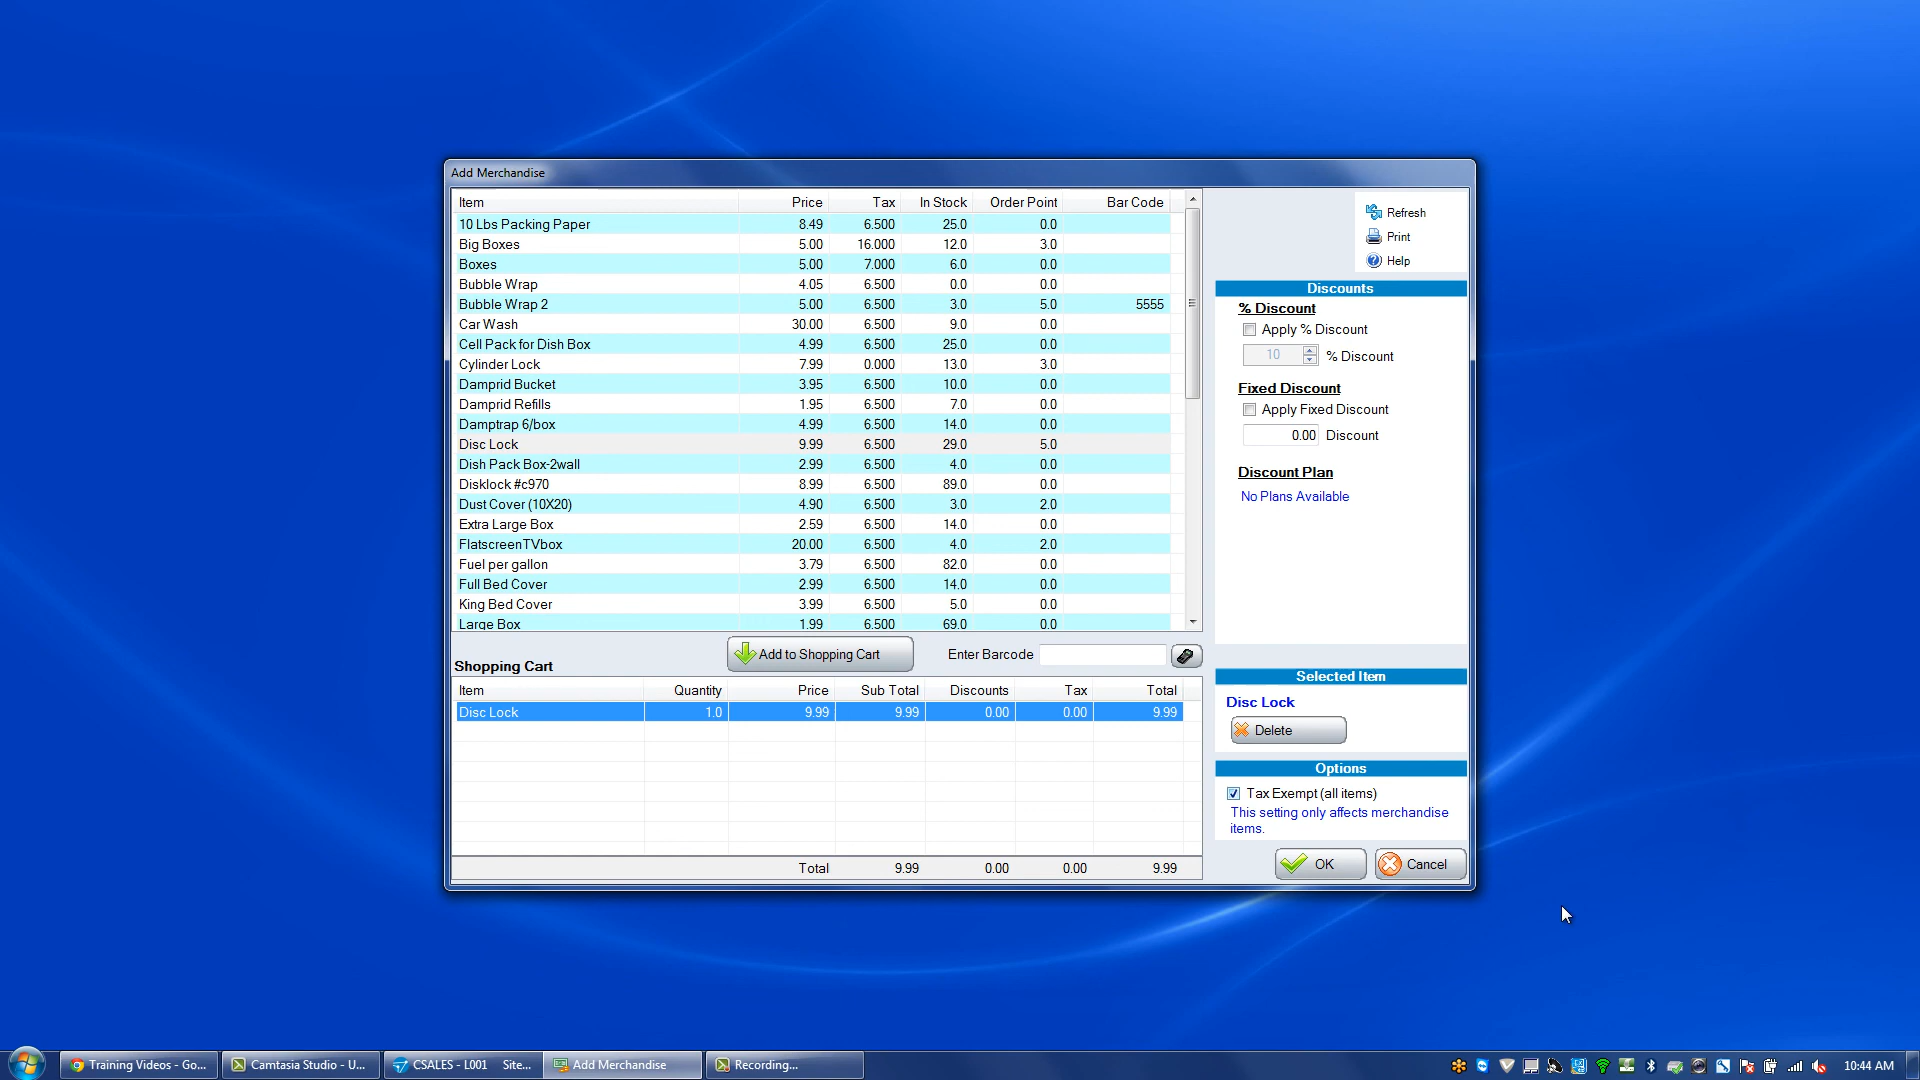 Add Merchandise
Item Price Tax In Stock Order Point Bar Code
10 Lbs Packing Paper 8.49 6.500 25.0 0.0
Big Boxes 5.00 16.000 12.0 3.0
Boxes 5.00 7.000 6.0 0.0
Bubble Wrap 4.05 6.500 0.0 0.0
Bubble Wrap 2 5.00 6.500 3.0 5.0 5555
Car Wash 30.00 6.500 9.0 0.0
Cell Pack for Dish Box 4.99 6.500 25.0 0.0
Cylinder Lock 7.99 0.000 13.0 3.0
Damprid Bucket 3.95 6.500 10.0 0.0
Damprid Refills 1.95 6.500 7.0 0.0
Damptrap 6/box 4.99 6.500 14.0 0.0
Disc Lock 9.99 6.500 29.0 5.0
Dish Pack Box-2wall 2.99 6.500 4.0 0.0
Disklock #c970 8.99 6.500 89.0 0.0
Dust Cover (10X20) 4.90 6.500 3.0 2.0
Extra Large Box 2.59 6.500 14.0 0.0
FlatscreenTVbox 20.00 6.500 4.0 2.0
Fuel per gallon 3.79 6.500 82.0 0.0
Full Bed Cover 2.99 6.500 14.0 0.0
King Bed Cover 3.99 6.500 5.0 0.0
Large Box 1.99 6.500 69.0 0.0
Add to Shopping Cart
Enter Barcode
Shopping Cart
Item Quantity Price Sub Total Discounts Tax Total
Disc Lock 1.0 9.99 9.99 0.00 0.00 9.99
Total 9.99 0.00 0.00 9.99
Refresh
Print
Help
Discounts
% Discount
Apply % Discount
10 % Discount
Fixed Discount
Apply Fixed Discount
0.00 Discount
Discount Plan
No Plans Available
Selected Item
Disc Lock
Delete
Options
Tax Exempt (all items)
This setting only affects merchandise
items.
OK Cancel
Training Videos - Go... Camtasia Studio - U... CSALES - L001 Site... Add Merchandise Recording... 10:44 AM